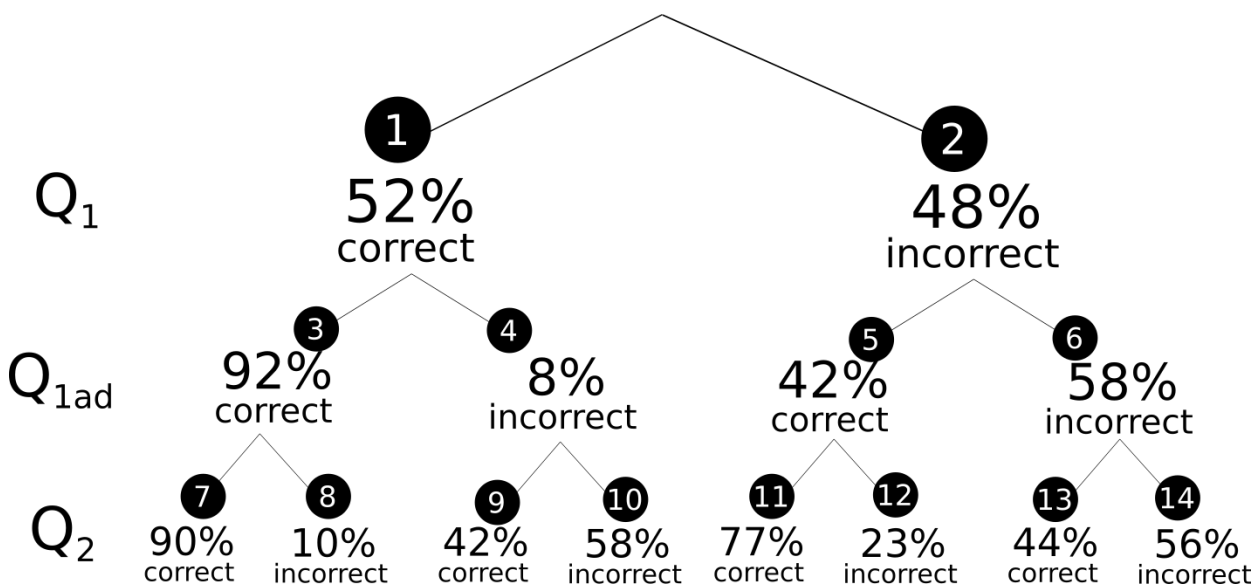 1 2
Q1 52% 48%
correct incorrect
3 4 5 6
Q1ad 92% 8% 42% 58%
correct incorrect correct incorrect
7 8 9 10 11 12 13 14
Q2 90% 10% 42% 58% 77% 23% 44% 56%
correct incorrect correct incorrect correct incorrect correct incorrect